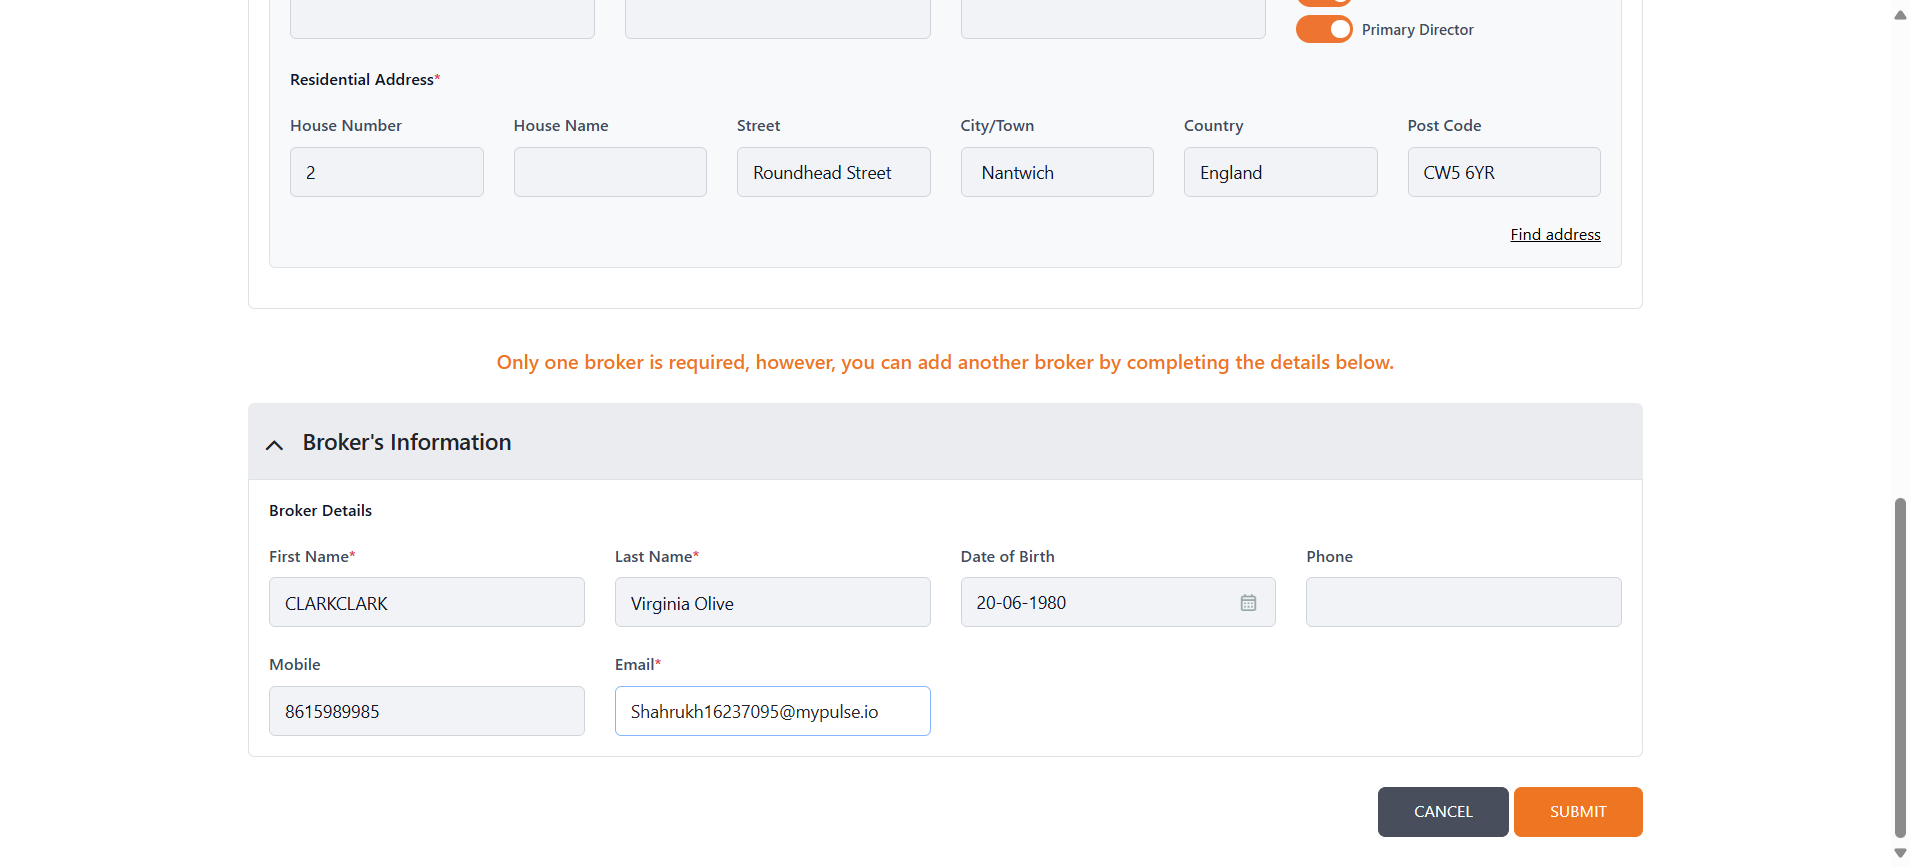 Primary Director
Residential Address*
House Number House Name Street City/Town Country Post Code
2 Roundhead Street Nantwich England CW5 6YR
Find address
Only one broker is required, however, you can add another broker by completing the details below.
Broker's Information
Broker Details
First Name* Last Name* Date of Birth Phone
CLARKCLARK Virginia Olive 20-06-1980
Mobile Email*
8615989985 Shahrukh16237095@mypulse.io
CANCEL SUBMIT